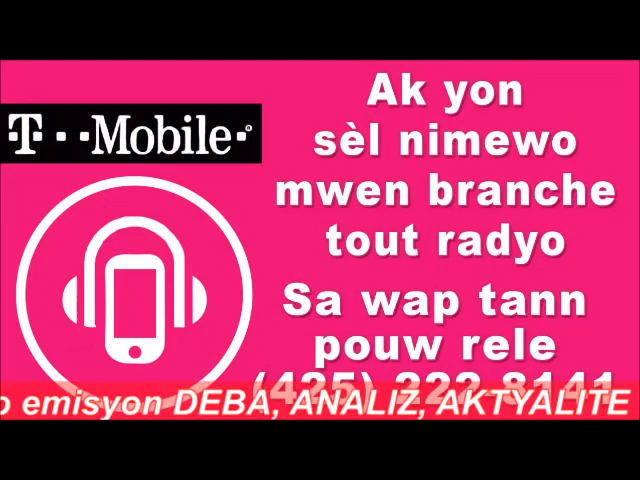 T··Mobile·®
Ak yon
sèl nimewo
mwen branche
tout radyo
Sa wap tann
pouw rele
(425) 222-8141
o emisyon DEBA, ANALIZ, AKTYALITE